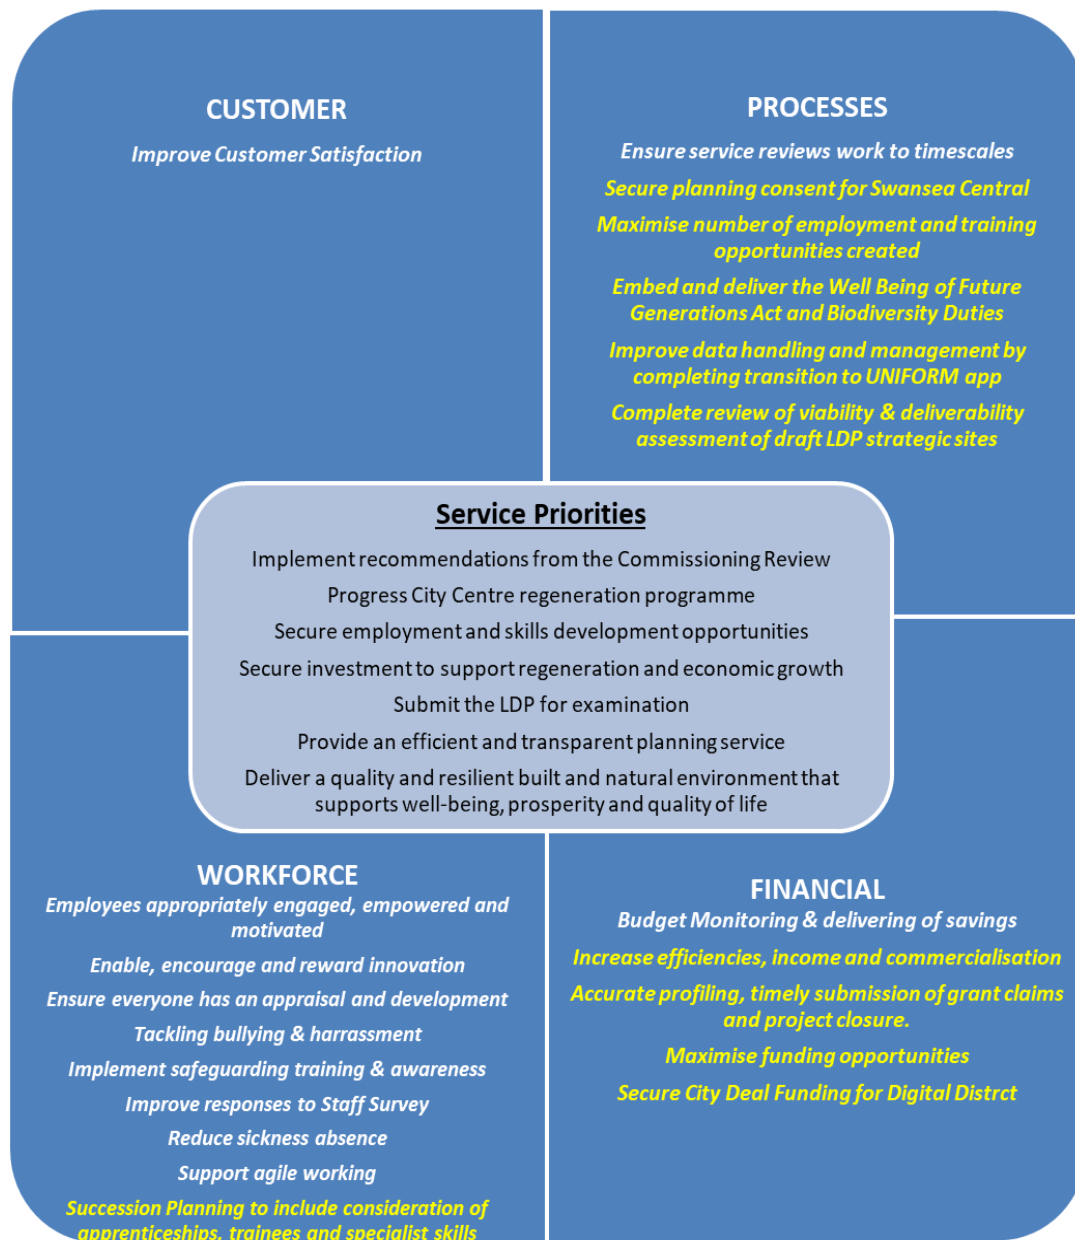 CUSTOMER
Improve Customer Satisfaction
PROCESSES
Ensure service reviews work to timescales
Secure planning consent for Swansea Central
Maximise number of employment and training
opportunities created
Embed and deliver the Well Being of Future
Generations Act and Biodiversity Duties
Improve data handling and management by
completing transition to UNIFORM app
Complete review of viability & deliverability
assessment of draft LDP strategic sites
Service Priorities
Implement recommendations from the Commissioning Review
Progress City Centre regeneration programme
Secure employment and skills development opportunities
Secure investment to support regeneration and economic growth
Submit the LDP for examination
Provide an efficient and transparent planning service
Deliver a quality and resilient built and natural environment that
supports well-being, prosperity and quality of life
WORKFORCE
Employees appropriately engaged, empowered and
motivated
Enable, encourage and reward innovation
Ensure everyone has an appraisal and development
Tackling bullying & harrassment
Implement safeguarding training & awareness
Improve responses to Staff Survey
Reduce sickness absence
Support agile working
Succession Planning to include consideration of
apprenticeships, trainees and specialist skills
FINANCIAL
Budget Monitoring & delivering of savings
Increase efficiencies, income and commercialisation
Accurate profiling, timely submission of grant claims
and project closure.
Maximise funding opportunities
Secure City Deal Funding for Digital Distrct